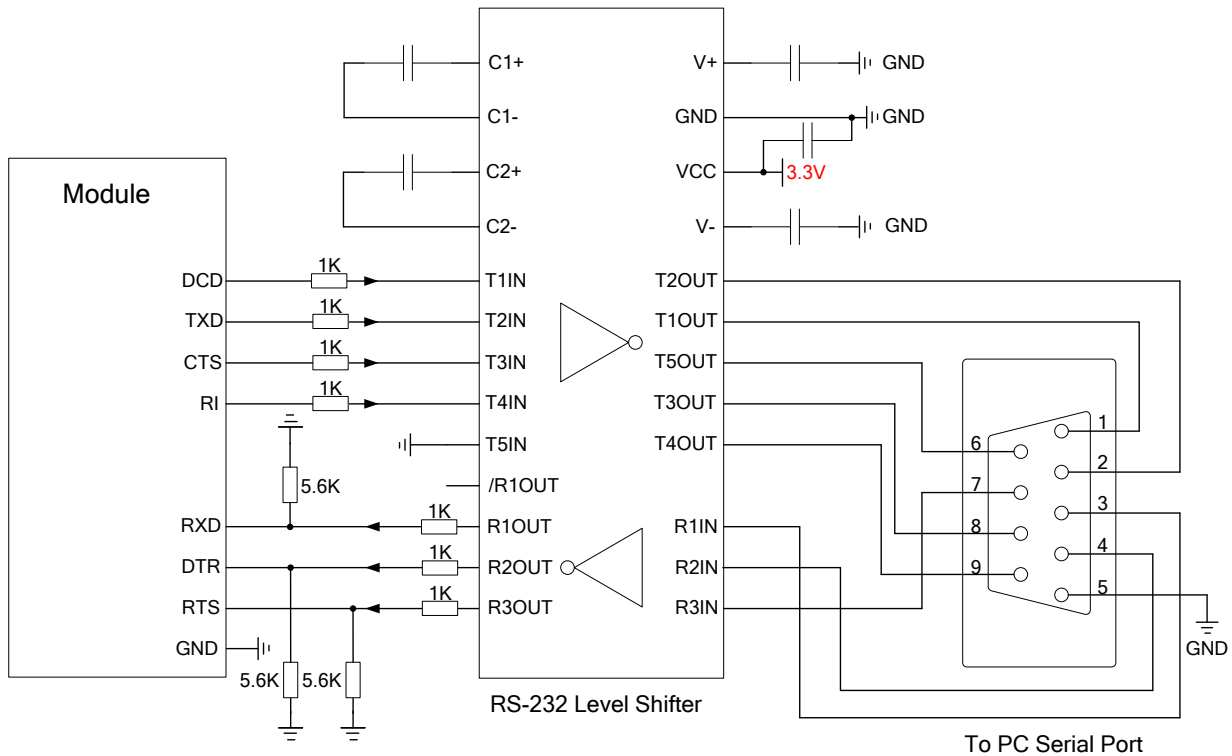 C1+
V+
GND
C1-
GND
GND
C2+
VCC
3.3V
Module
C2-
V-
GND
DCD
1K
T1IN
T2OUT
TXD
1K
T2IN
T1OUT
CTS
1K
T3IN
T5OUT
RI
1K
T4IN
T3OUT
T5IN
T4OUT
5.6K
/R1OUT
RXD
1K
R1OUT
R1IN
DTR
1K
R2OUT
R2IN
RTS
1K
R3OUT
R3IN
GND
5.6K
5.6K
1
6
2
7
3
8
4
9
5
GND
RS-232 Level Shifter
To PC Serial Port